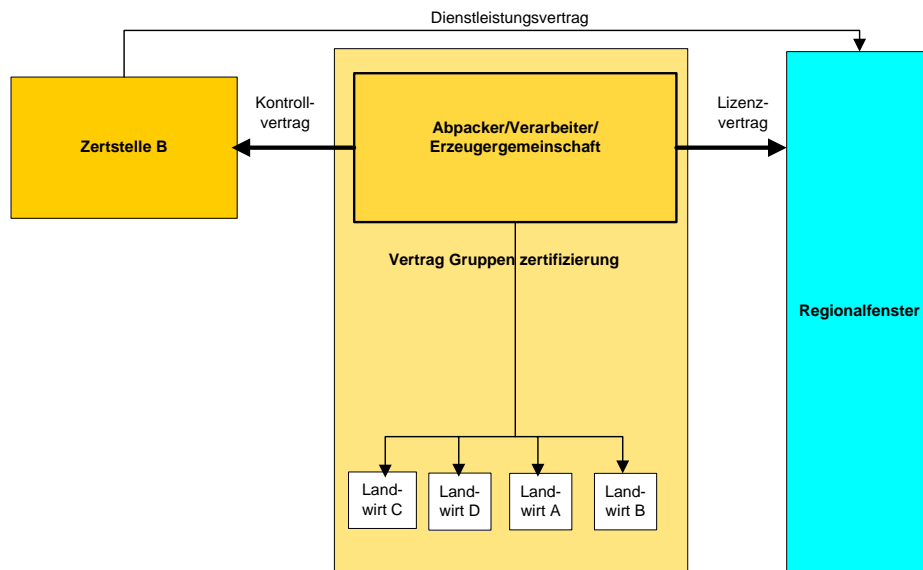 Dienstleistungsvertrag
Kontroll-
vertrag
Lizenz-
vertrag
Zertstelle B
Abpacker/Verarbeiter/
Erzeugergemeinschaft
Vertrag Gruppen zertifizierung
Regionalfenster
Land-
wirt C
Land-
wirt D
Land-
wirt A
Land-
wirt B